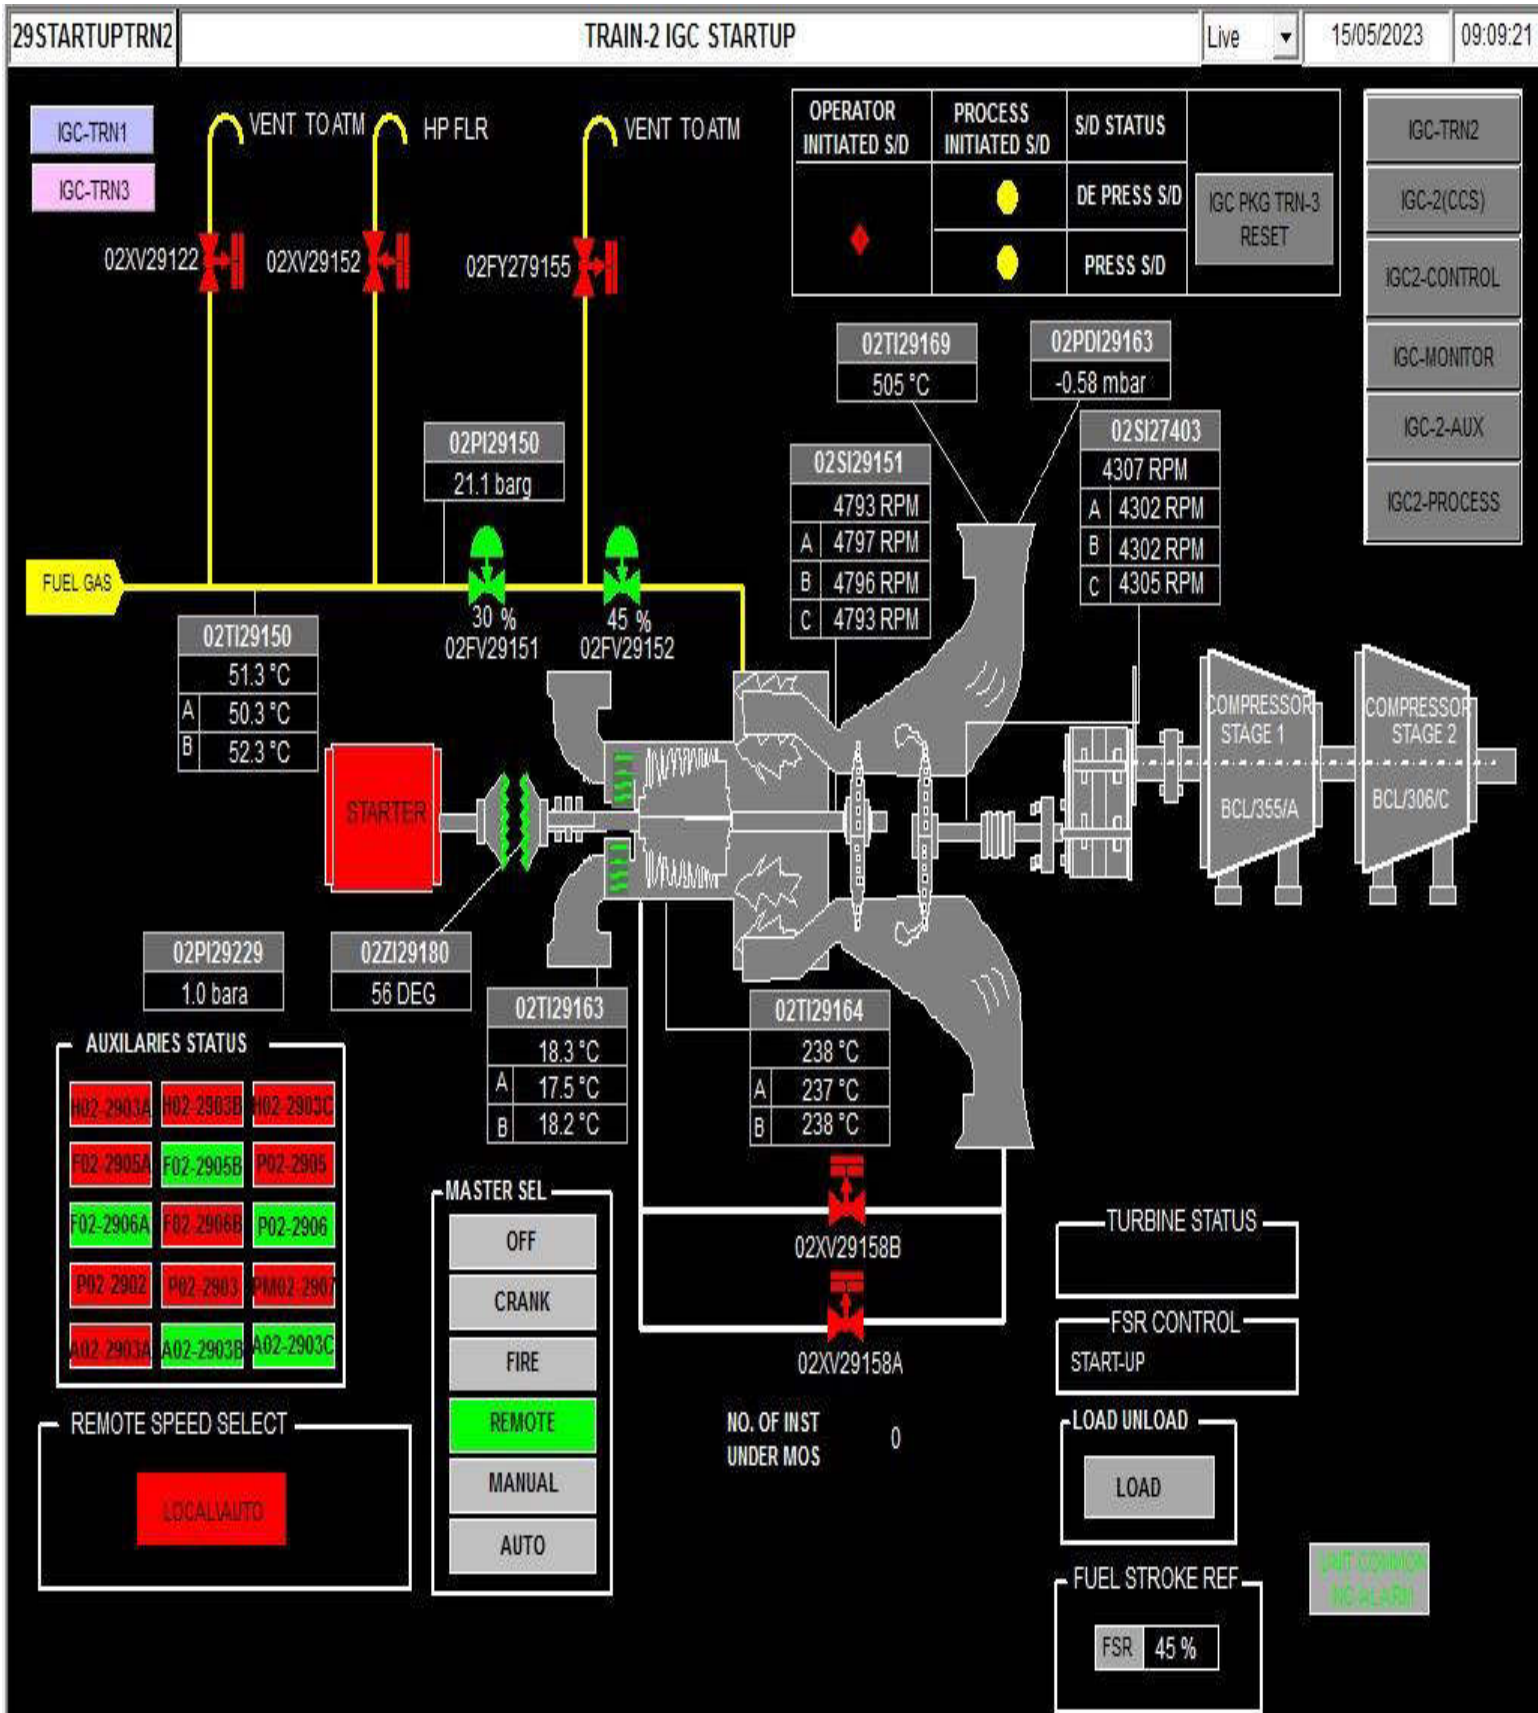 29STARTUPTRN2
TRAIN-2 IGC STARTUP
Live
15/05/2023
09:09:21
IGC-TRN1
IGC-TRN3
VENT TO ATM
HP FLR
VENT TO ATM
02XV29122
02XV29152
02FY279155
OPERATOR
INITIATED S/D
PROCESS
INITIATED S/D
S/D STATUS
DE PRESS S/D
PRESS S/D
IGC PKG TRN-3
RESET
IGC-TRN2
IGC-2(CCS)
IGC2-CONTROL
IGC-MONITOR
IGC-2-AUX
IGC2-PROCESS
02TI29169
505 °C
02PDI29163
-0.58 mbar
02PI29150
21.1 barg
02SI29151
4793 RPM
A 4797 RPM
B 4796 RPM
C 4793 RPM
02SI27403
4307 RPM
A 4302 RPM
B 4302 RPM
C 4305 RPM
FUEL GAS
30 %
02FV29151
45 %
02FV29152
02TI29150
51.3 °C
A 50.3 °C
B 52.3 °C
STARTER
COMPRESSOR
STAGE 1
BCL/355/A
COMPRESSOR
STAGE 2
BCL/306/C
02PI29229
1.0 bara
02ZI29180
56 DEG
02TI29163
18.3 °C
A 17.5 °C
B 18.2 °C
02TI29164
238 °C
A 237 °C
B 238 °C
AUXILARIES STATUS
H02-2903A H02-2903B H02-2903C
F02-2905A F02-2905B P02-2905
F02-2906A F02-2906B P02-2906
P02-2902 P02-2903 PM02-2907
A02-2903A A02-2903B A02-2903C
REMOTE SPEED SELECT
LOCAL\AUTO
MASTER SEL
OFF
CRANK
FIRE
REMOTE
MANUAL
AUTO
02XV29158B
02XV29158A
NO. OF INST
UNDER MOS
0
TURBINE STATUS
FSR CONTROL
START-UP
LOAD UNLOAD
LOAD
FUEL STROKE REF
FSR 45 %
UNIT COMMON
ALARM